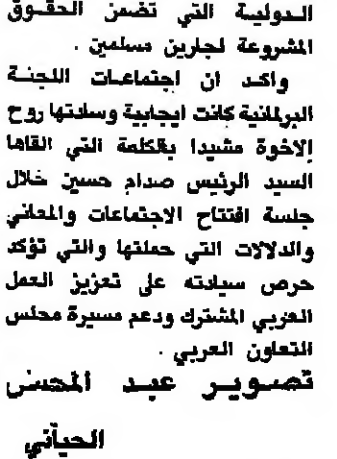 الدولية التي تضمن الحقوق
المشروعة لجارين مسلمين .
واكد ان اجتماعات اللجنة
البرلمانية كانت ايجابية وسادتها روح
الاخوة مشيدا بالكلمة التي القاها
السيد الرئيس صدام حسين خلال
جلسة افتتاح الاجتماعات والمعاني
والدلالات التي حملتها والتي تؤكد
حرص سيادته على تعزيز العمل
العربي المشترك ودعم مسيرة مجلس
التعاون العربي .
تصوير عبد المحسن
الحياني